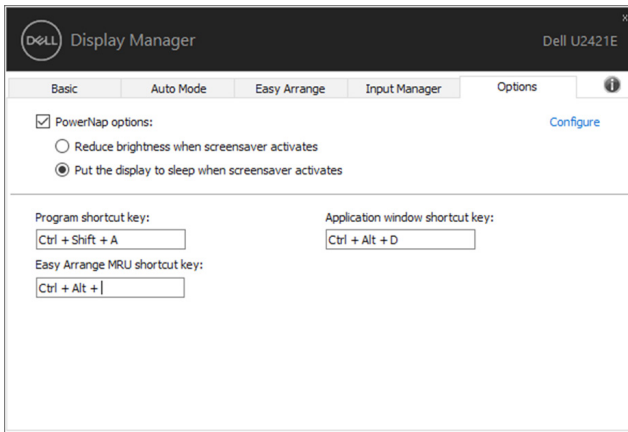 x
DELL Display Manager
Dell U2421E
Basic
Auto Mode
Easy Arrange
Input Manager
Options
i
PowerNap options:
Configure
Reduce brightness when screensaver activates
Put the display to sleep when screensaver activates
Program shortcut key:
Application window shortcut key:
Ctrl + Shift + A
Ctrl + Alt + D
Easy Arrange MRU shortcut key:
Ctrl + Alt +